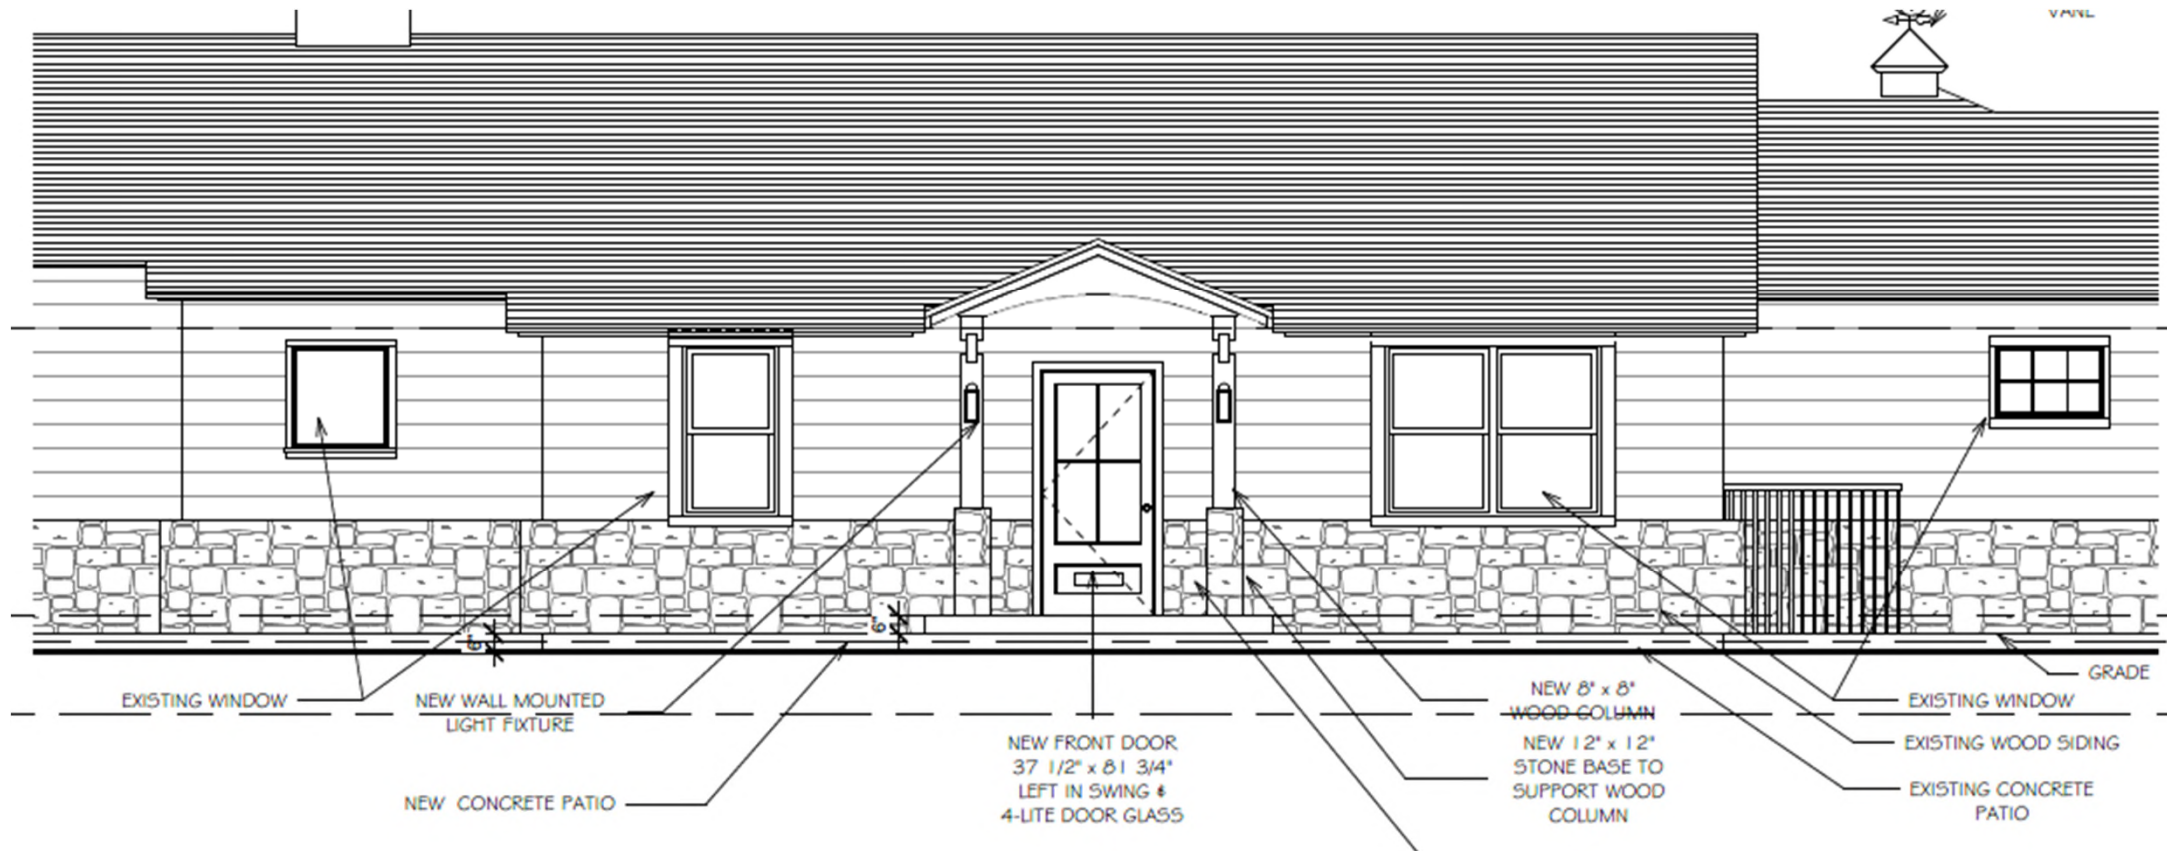 VANE
6"
6"
GRADE
EXISTING WINDOW
NEW WALL MOUNTED
LIGHT FIXTURE
NEW 8" x 8"
WOOD COLUMN
EXISTING WINDOW
NEW FRONT DOOR
37 1/2" x 81 3/4"
LEFT IN SWING &
4-LITE DOOR GLASS
NEW 12" x 12"
STONE BASE TO
SUPPORT WOOD
COLUMN
EXISTING WOOD SIDING
NEW CONCRETE PATIO
EXISTING CONCRETE
PATIO